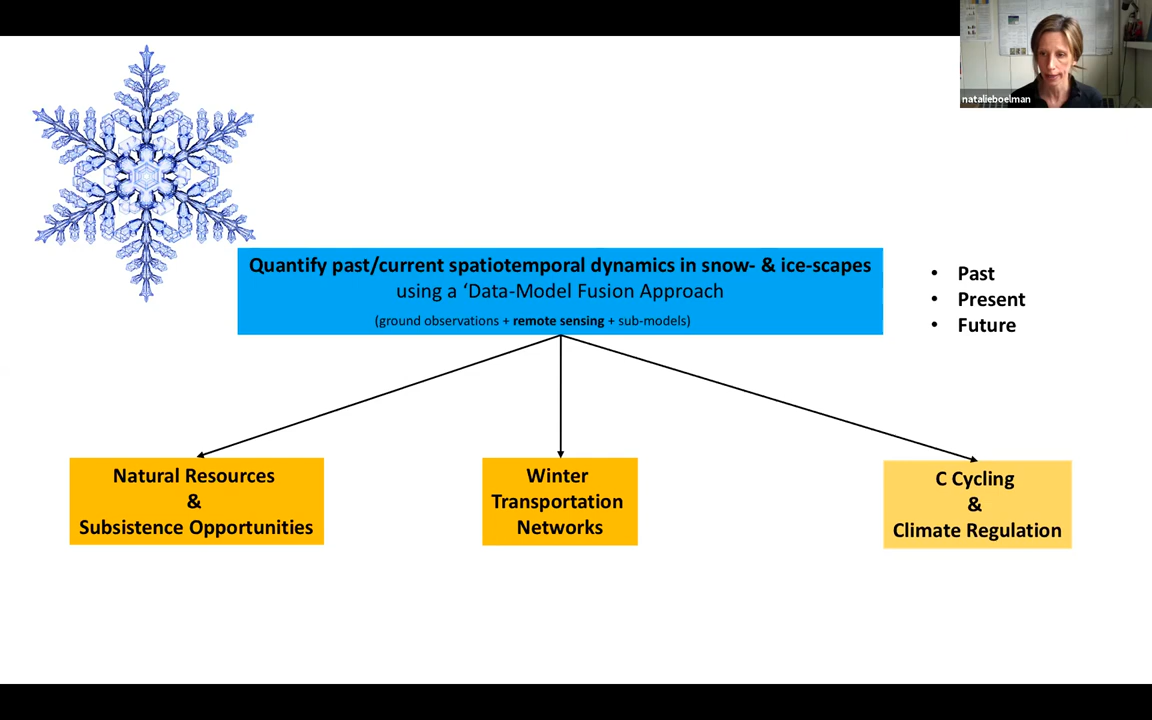 natalieboelman
Quantify past/current spatiotemporal dynamics in snow- & ice-scapes
using a ‘Data-Model Fusion Approach
(ground observations + remote sensing + sub-models)
• Past
• Present
• Future
Natural Resources
&
Subsistence Opportunities
Winter
Transportation
Networks
C Cycling
&
Climate Regulation